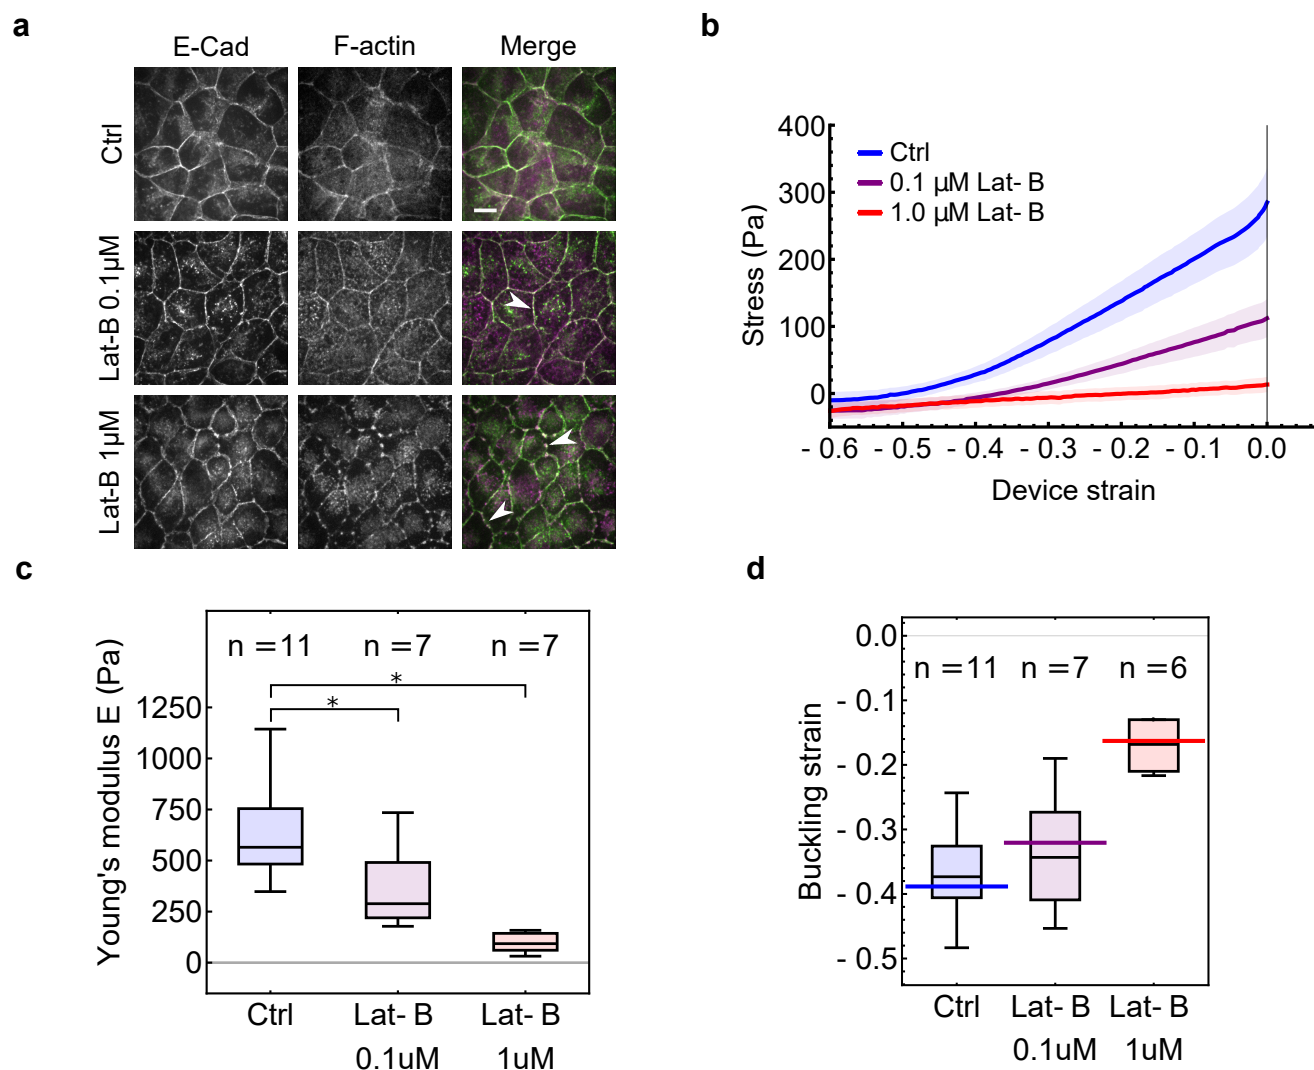 a
E-Cad F-actin Merge
Ctrl
Lat-B 0.1µM
Lat-B 1µM
b
Stress (Pa)
400
300
200
100
0
Ctrl
0.1 µM Lat- B
1.0 µM Lat- B
- 0.6 - 0.5 - 0.4 - 0.3 - 0.2 - 0.1 0.0
Device strain
c
Young's modulus E (Pa)
n =11 n =7 n =7
*
*
1250
1000
750
500
250
0
Ctrl Lat- B Lat- B
0.1uM 1uM
d
Buckling strain
0.0
- 0.1
- 0.2
- 0.3
- 0.4
- 0.5
n =11 n =7 n =6
Ctrl Lat- B Lat- B
0.1uM 1uM